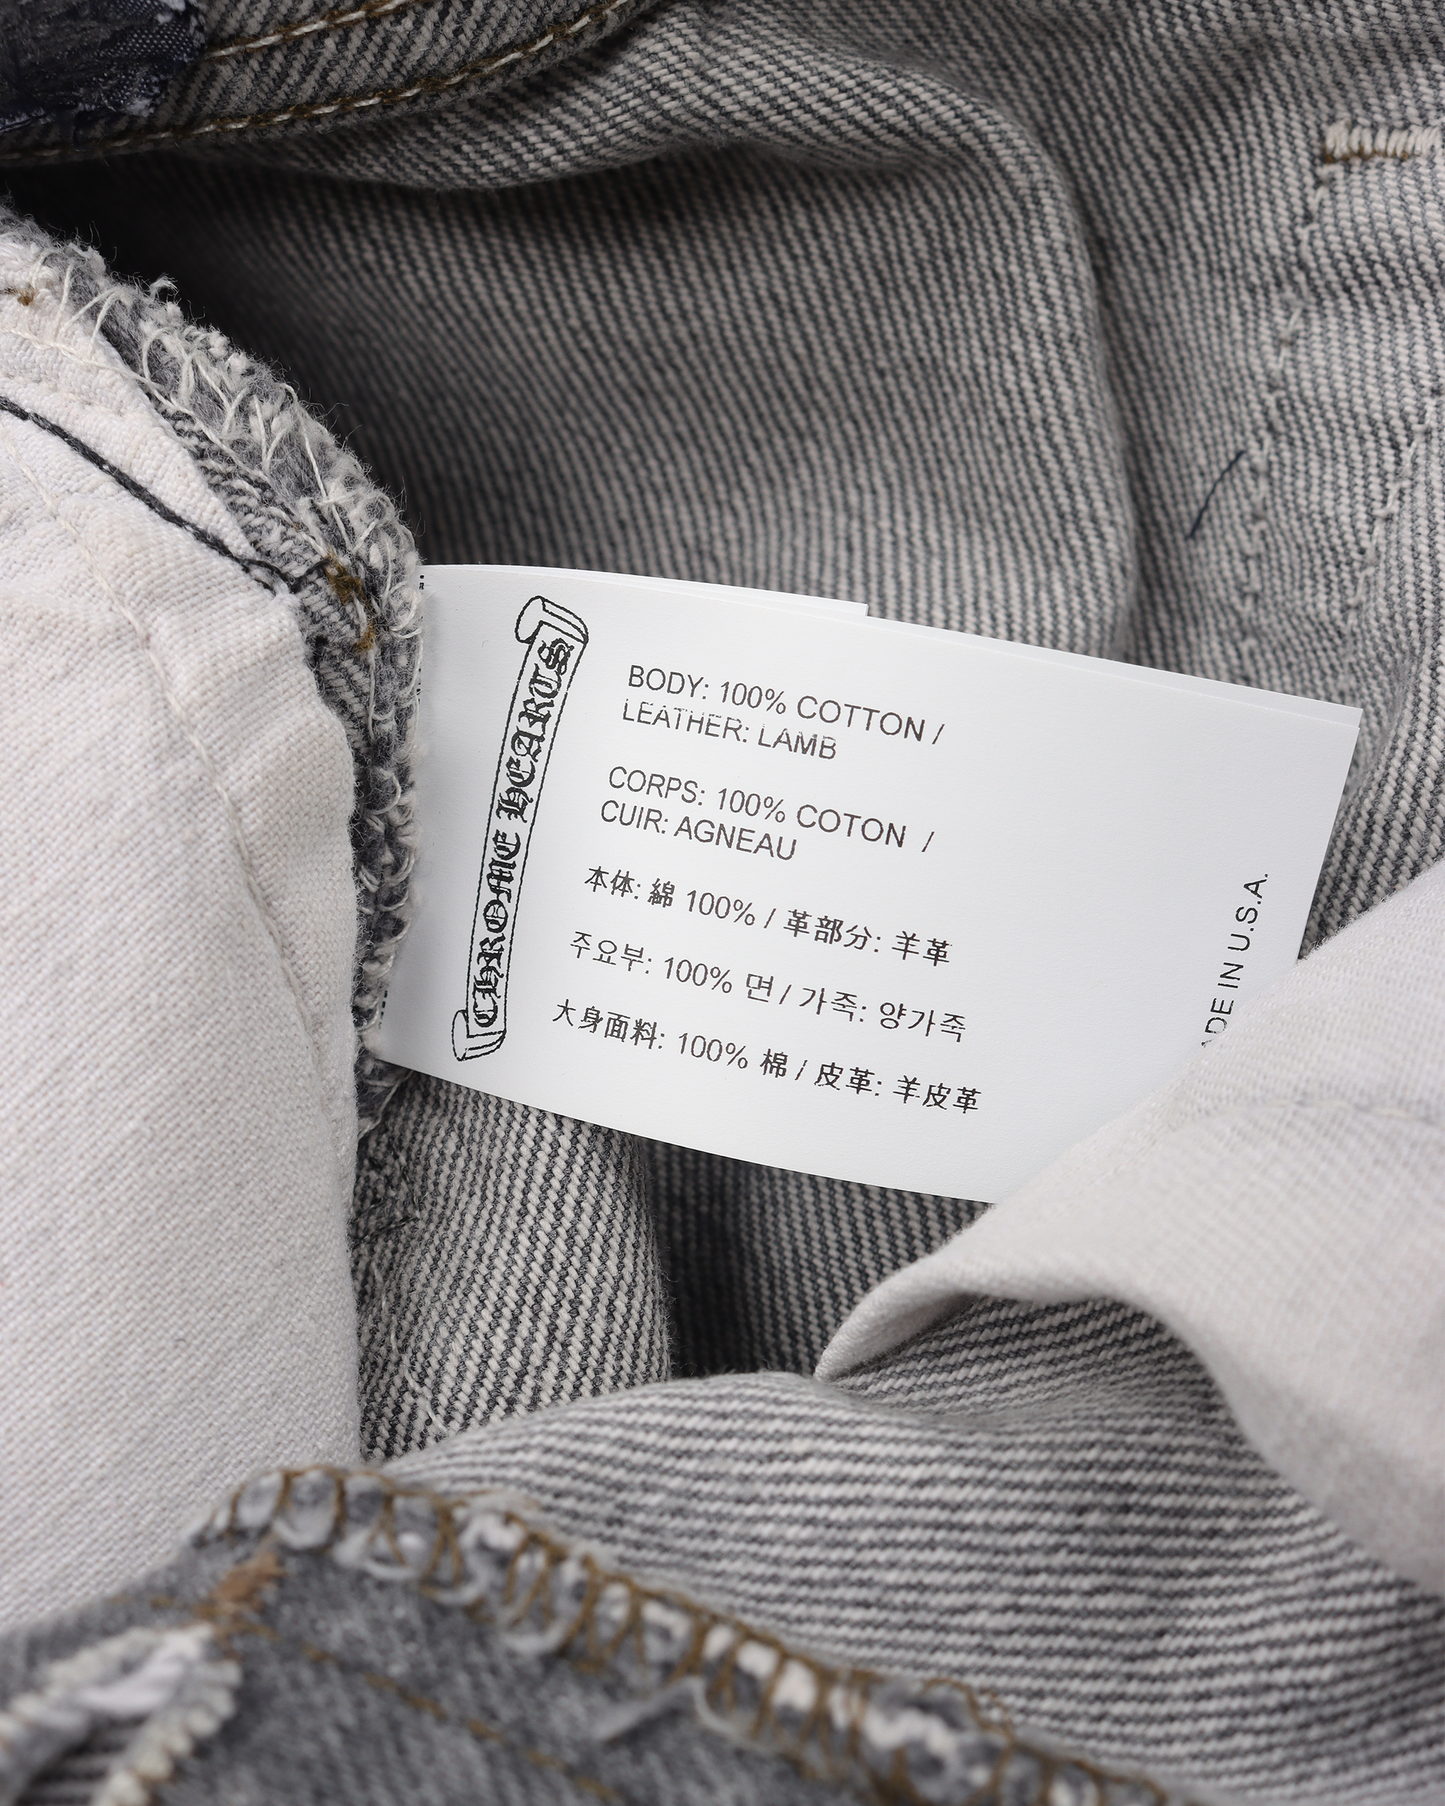 CHROME HEARTS
BODY: 100% COTTON /
LEATHER: LAMB
CORPS: 100% COTON /
CUIR: AGNEAU
本体: 綿 100% / 革部分: 羊革
주요부: 100% 면 / 가죽: 양가죽
大身面料: 100% 棉 / 皮革: 羊皮革
ADE IN U.S.A.